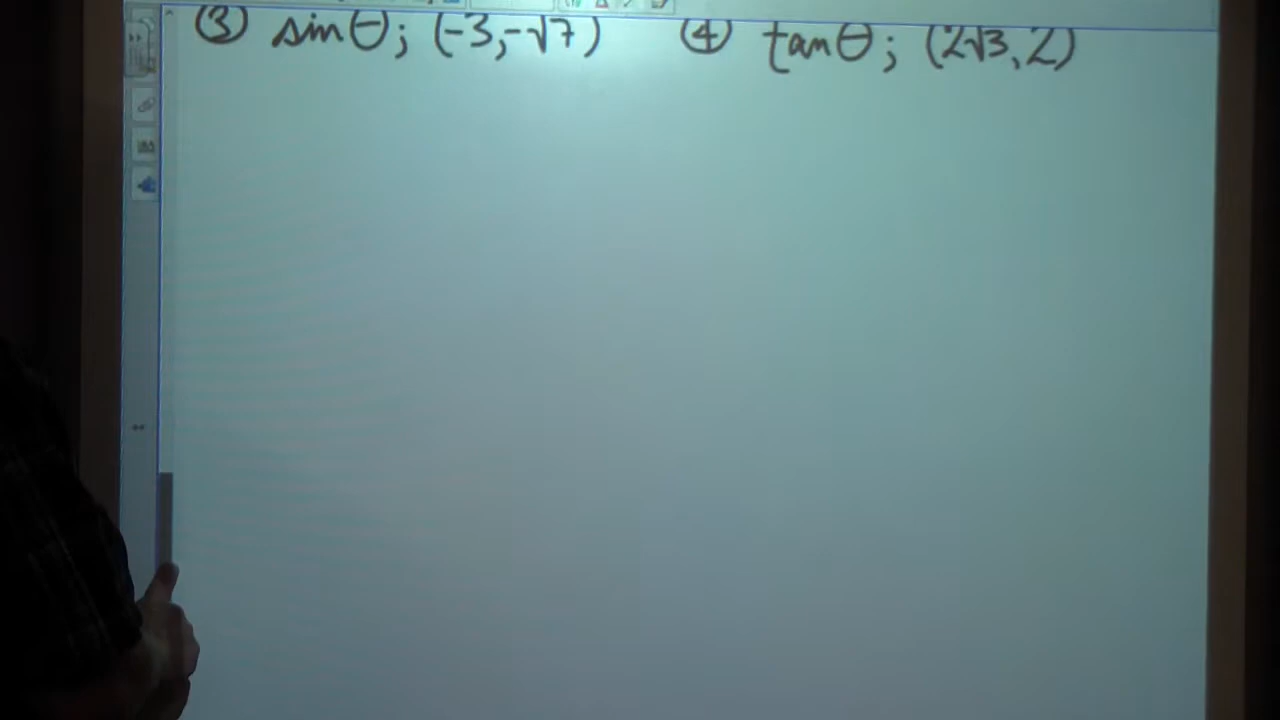 ③ sinθ; (-3,-√7) ④ tanθ; (2√3, 2)